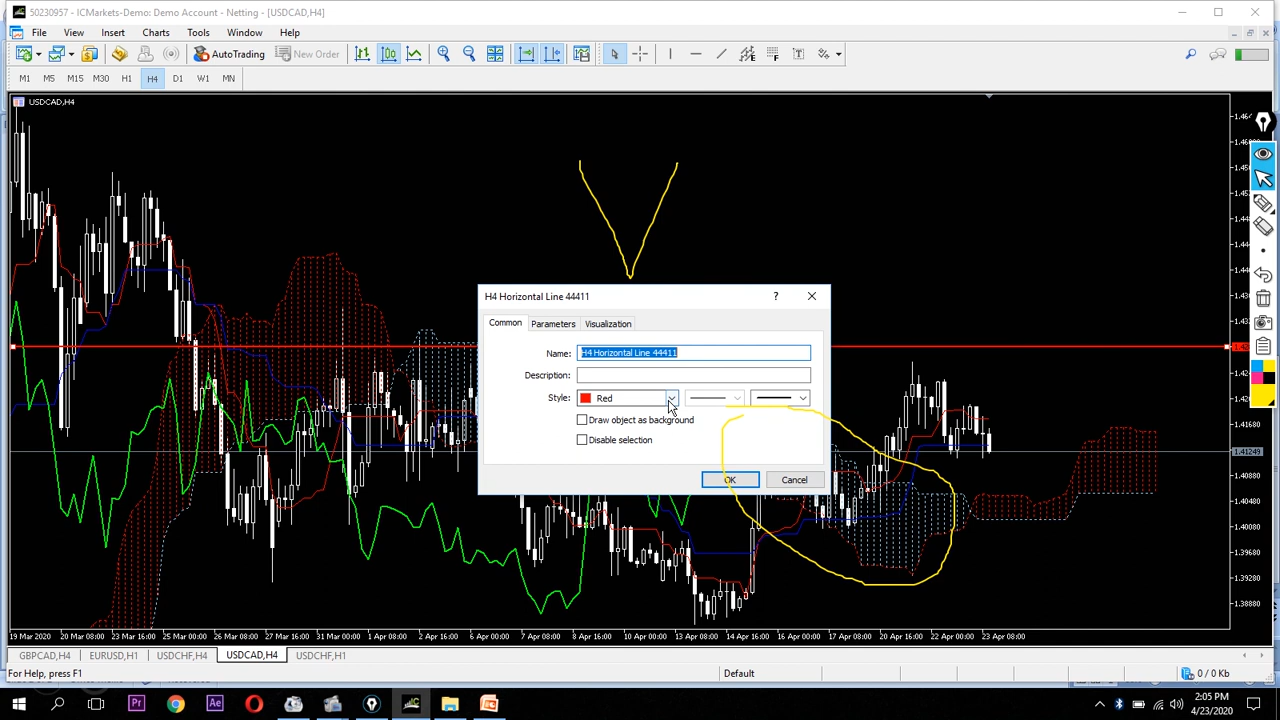 50230957 - ICMarkets-Demo: Demo Account - Netting - [USDCAD,H4]
File View Insert Charts Tools Window Help
AutoTrading New Order
M1 M5 M15 M30 H1 H4 D1 W1 MN
USDCAD,H4
H4 Horizontal Line 44411
Common Parameters Visualization
Name: H4 Horizontal Line 44411
Description:
Style: Red
Draw object as background
Disable selection
OK Cancel
1.41680
1.41249
1.40480
1.40080
1.39680
1.39280
1.38880
19 Mar 2020 20 Mar 08:00 23 Mar 16:00 25 Mar 00:00 26 Mar 08:00 27 Mar 16:00 31 Mar 00:00 1 Apr 08:00 2 Apr 16:00 6 Apr 00:00 7 Apr 08:00 8 Apr 16:00 10 Apr 00:00 13 Apr 08:00 14 Apr 16:00 16 Apr 00:00 17 Apr 08:00 20 Apr 16:00 22 Apr 00:00 23 Apr 08:00
GBPCAD,H4 EURUSD,H1 USDCHF,H4 USDCAD,H4 USDCHF,H1
For Help, press F1 Default 0 / 0 Kb
Pr Ae
2:05 PM
4/23/2020